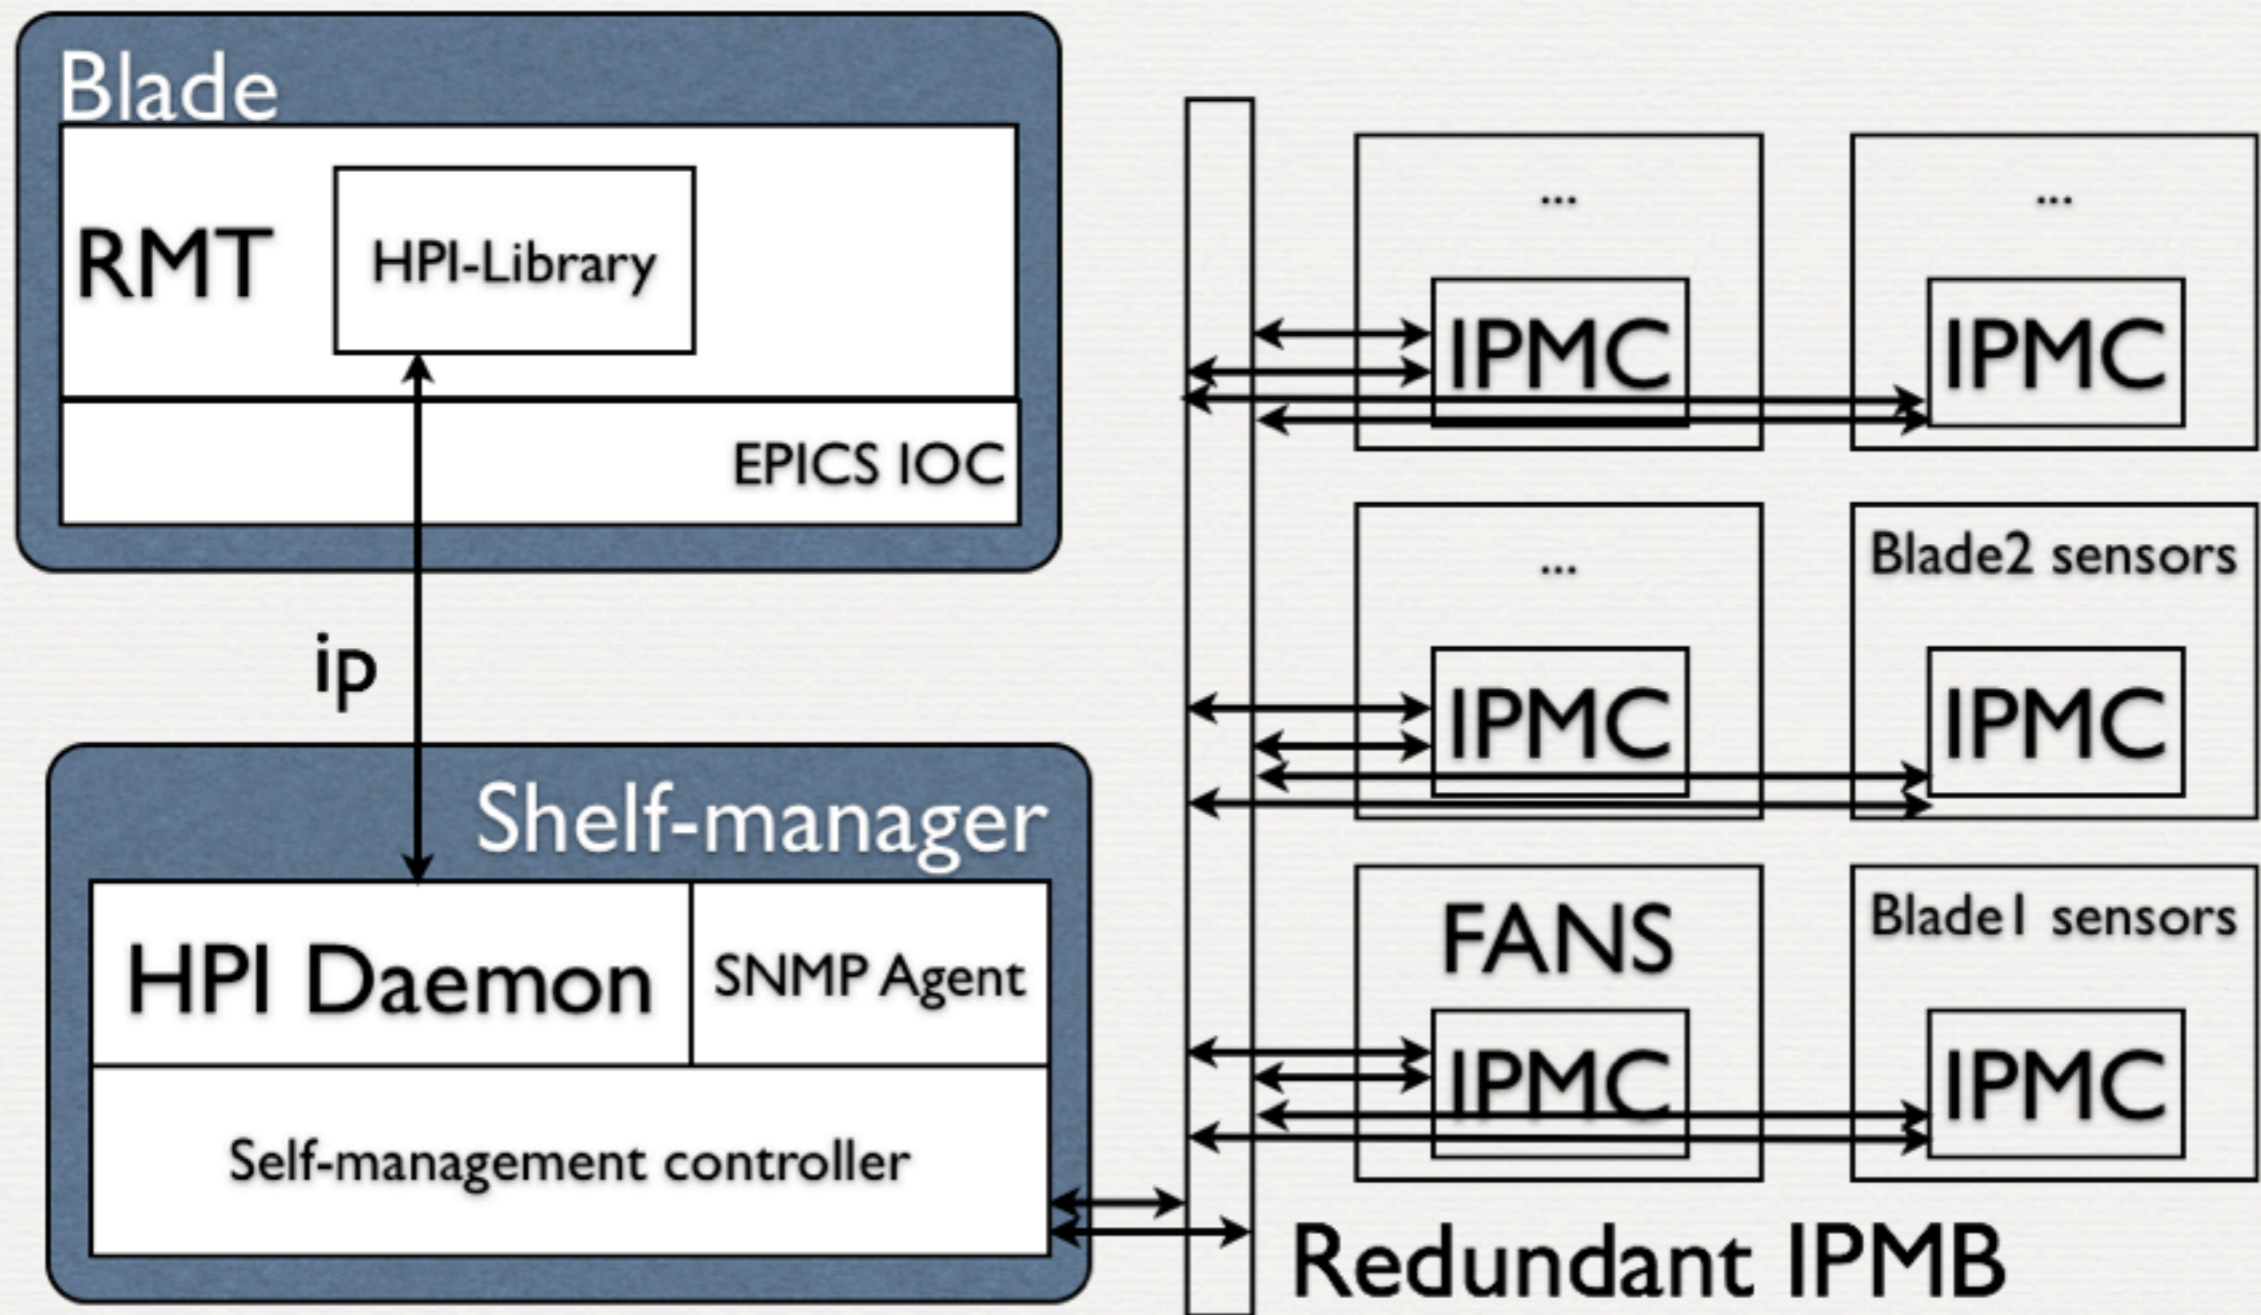 Blade
RMT
HPI-Library
EPICS IOC
ip
Shelf-manager
HPI Daemon
SNMP Agent
Self-management controller
...
IPMC
...
IPMC
...
IPMC
Blade2 sensors
IPMC
FANS
IPMC
Blade1 sensors
IPMC
Redundant IPMB